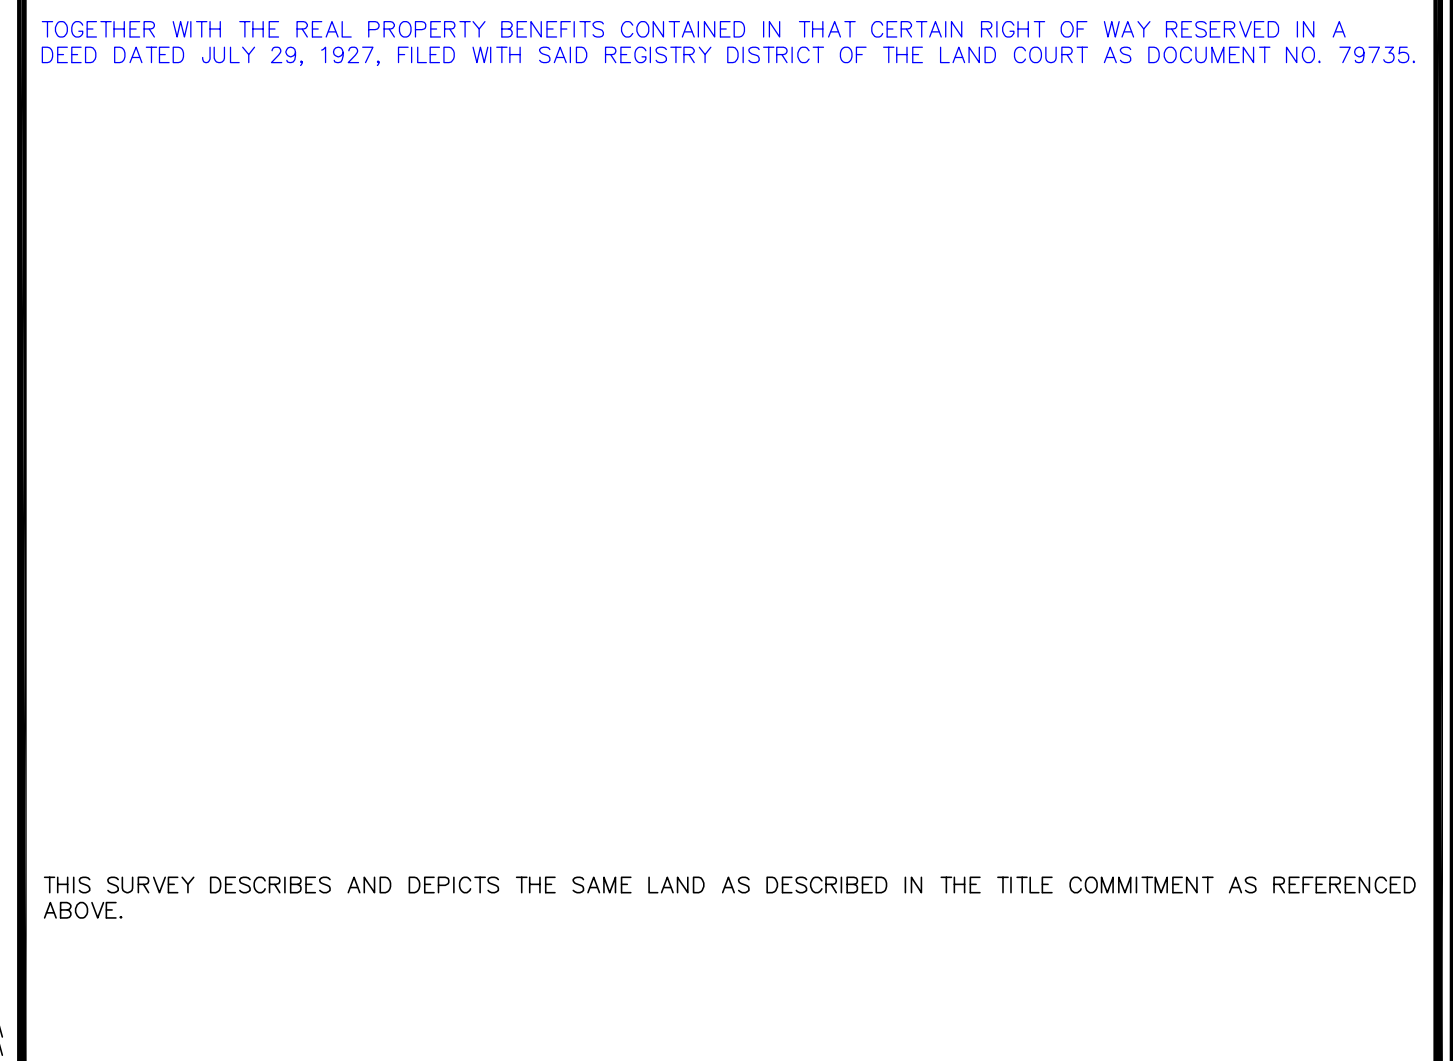 TOGETHER WITH THE REAL PROPERTY BENEFITS CONTAINED IN THAT CERTAIN RIGHT OF WAY RESERVED IN A
DEED DATED JULY 29, 1927, FILED WITH SAID REGISTRY DISTRICT OF THE LAND COURT AS DOCUMENT NO. 79735.
THIS SURVEY DESCRIBES AND DEPICTS THE SAME LAND AS DESCRIBED IN THE TITLE COMMITMENT AS REFERENCED
ABOVE.